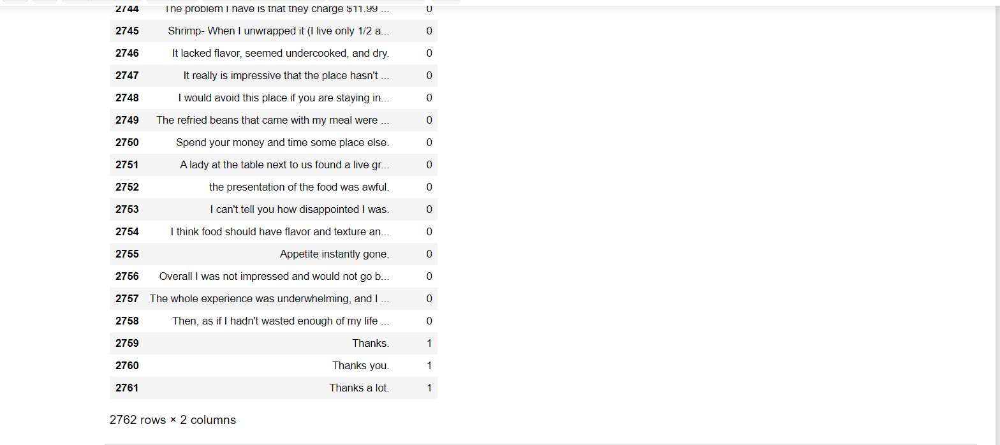 2744 The problem I have is that they charge $11.99 ... 0
2745 Shrimp- When I unwrapped it (I live only 1/2 a... 0
2746 It lacked flavor, seemed undercooked, and dry. 0
2747 It really is impressive that the place hasn't ... 0
2748 I would avoid this place if you are staying in... 0
2749 The refried beans that came with my meal were ... 0
2750 Spend your money and time some place else. 0
2751 A lady at the table next to us found a live gr... 0
2752 the presentation of the food was awful. 0
2753 I can't tell you how disappointed I was. 0
2754 I think food should have flavor and texture an... 0
2755 Appetite instantly gone. 0
2756 Overall I was not impressed and would not go b... 0
2757 The whole experience was underwhelming, and I ... 0
2758 Then, as if I hadn't wasted enough of my life ... 0
2759 Thanks. 1
2760 Thanks you. 1
2761 Thanks a lot. 1
2762 rows × 2 columns